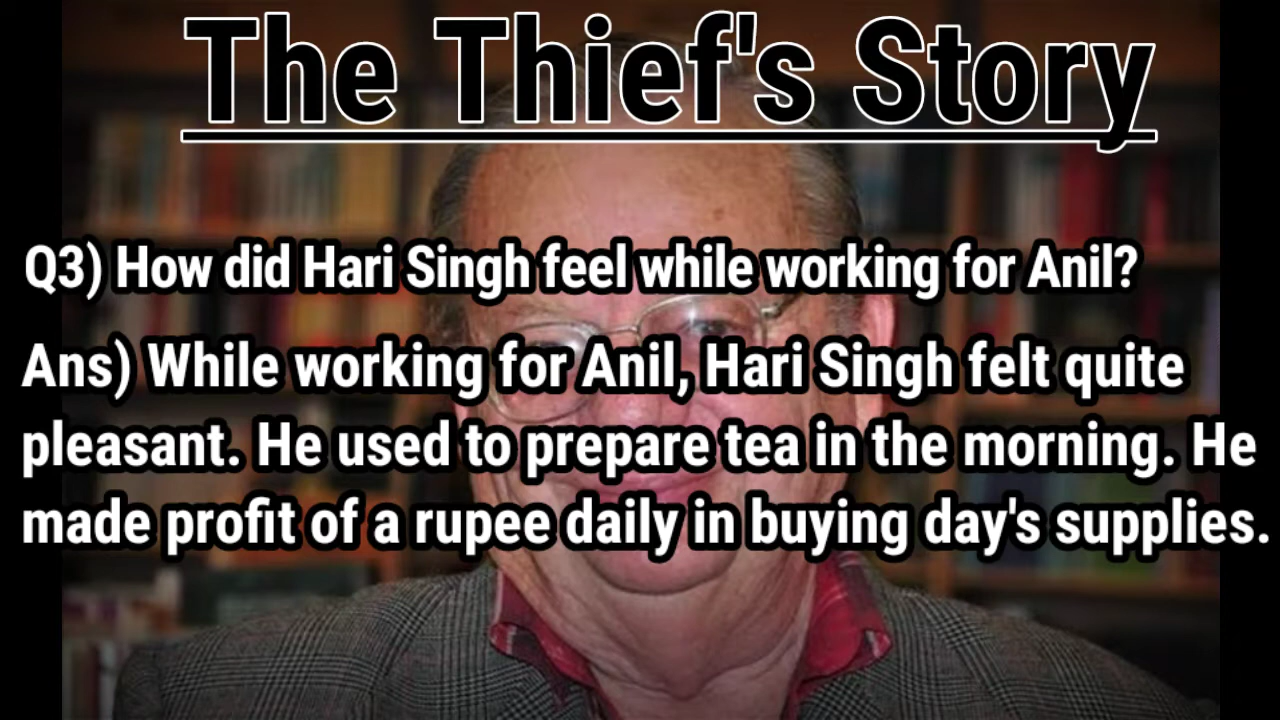 The Thief's Story
Q3) How did Hari Singh feel while working for Anil?
Ans) While working for Anil, Hari Singh felt quite
pleasant. He used to prepare tea in the morning. He
made profit of a rupee daily in buying day's supplies.